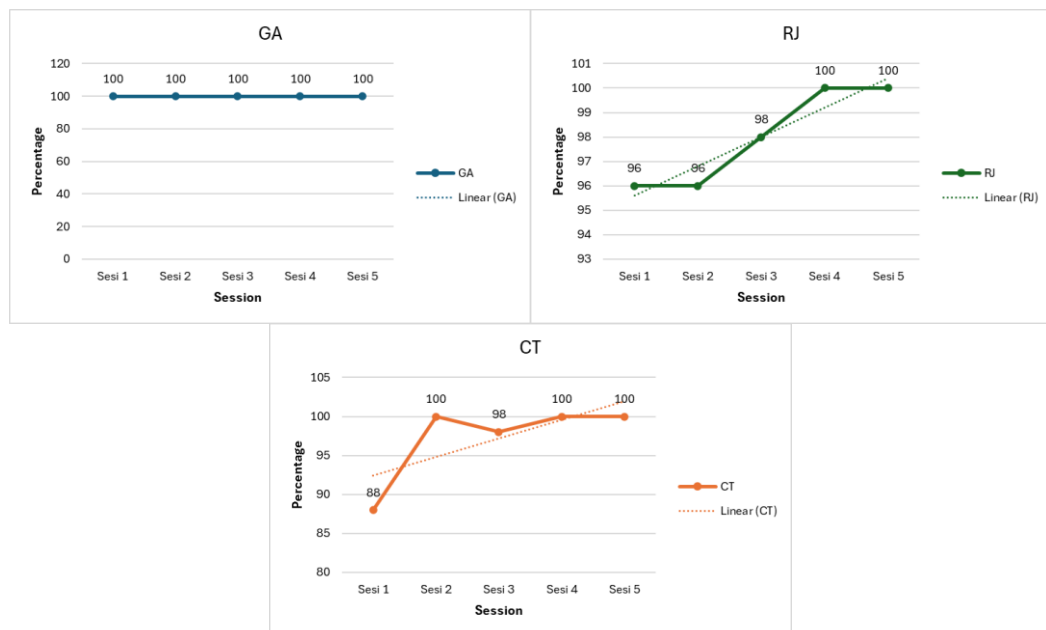 GA
120
100 100 100 100 100
100
80
60
40
20
0
Percentage
Sesi 1 Sesi 2 Sesi 3 Sesi 4 Sesi 5
Session
GA
Linear (GA)
RJ
101
100 100
100
99
98
98
97
96 96
96
95
94
93
Percentage
Sesi 1 Sesi 2 Sesi 3 Sesi 4 Sesi 5
Session
RJ
Linear (RJ)
CT
105
100 98 100 100
100
95
90
88
85
80
Percentage
Sesi 1 Sesi 2 Sesi 3 Sesi 4 Sesi 5
Session
CT
Linear (CT)